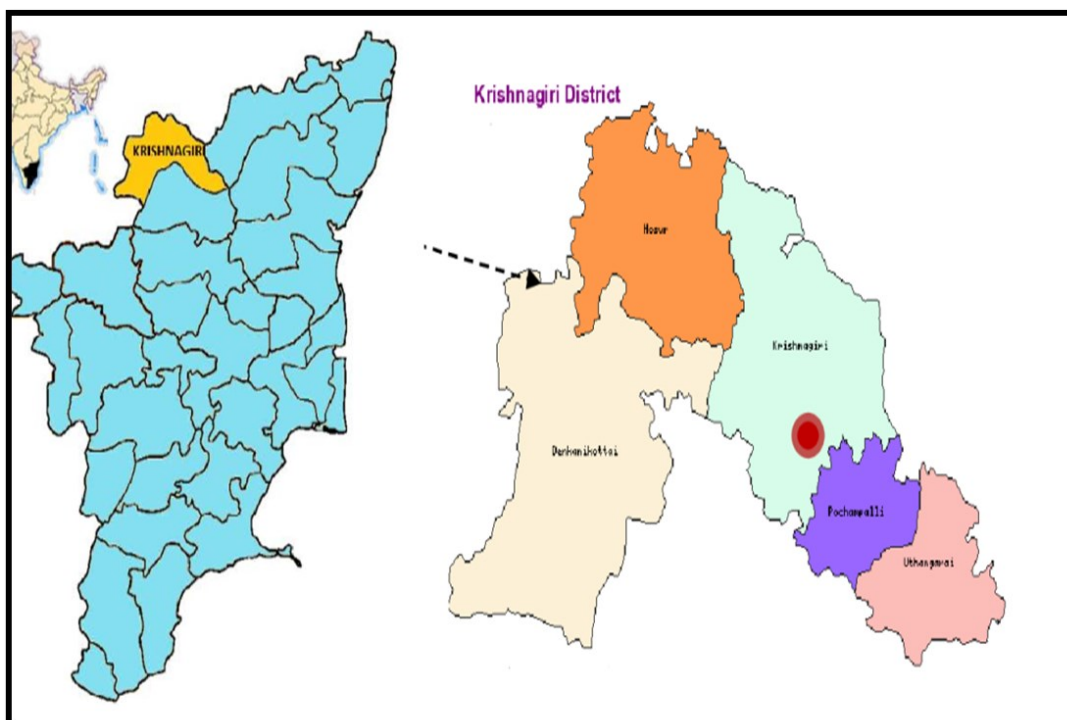 KRISHNAGIRI
Krishnagiri District
Hosur
Krishnagiri
Denkanikottai
Pochampalli
Uthangarai